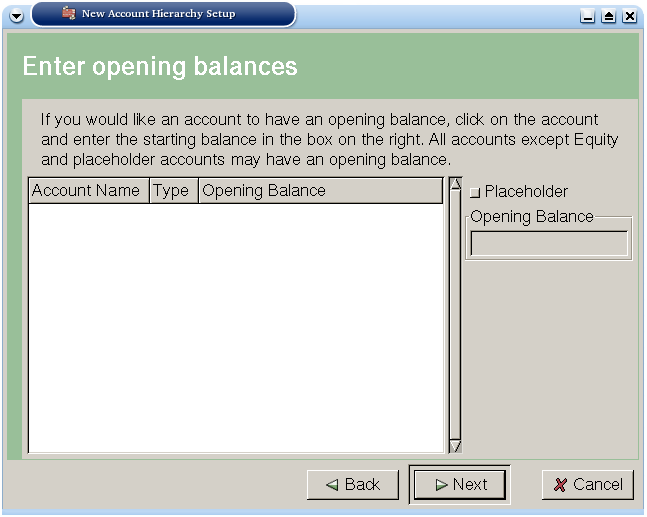 New Account Hierarchy Setup
Enter opening balances
If you would like an account to have an opening balance, click on the account
and enter the starting balance in the box on the right. All accounts except Equity
and placeholder accounts may have an opening balance.
Account Name Type Opening Balance
Placeholder
Opening Balance
Back Next Cancel